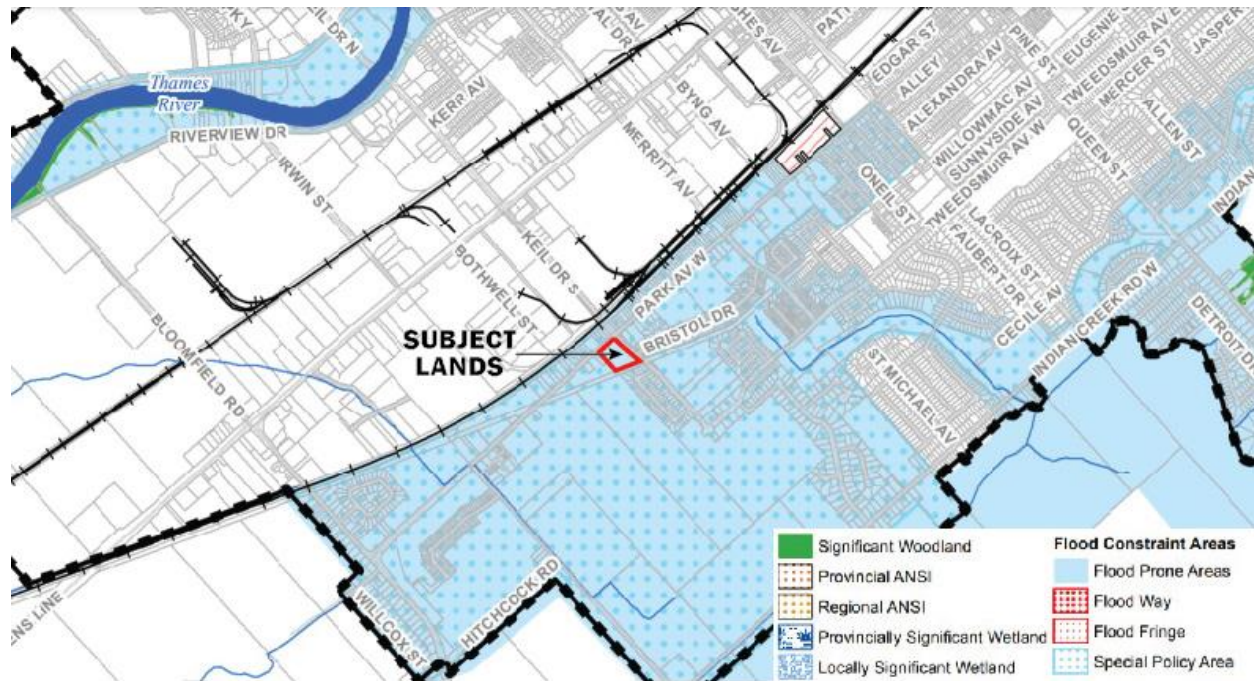 Thames
River
RIVERVIEW DR
KERR AV
IRWIN ST
BOTHWELL ST
KEIL DR S
MERRITT AV
BYNG AV
BLOOMFIELD RD
PARK AV W
BRISTOL DR
SUBJECT
LANDS
EDGAR ST
ALEXANDRA AV
WILLOWMAC AV
SUNNYSIDE AV
TWEEDSMUIR AV W
PINE ST
EUGENIE S
TWEEDSMUIR AV E
MERCER ST
JASPER
ALLEN ST
QUEEN ST
ONEIL ST
LACROIX ST
FAUBERT DR
CECILE AV
INDIAN CREEK RD W
INDIAN
DETROIT D
ST MICHAEL AV
WILLCOX ST
HITCHCOCK RD
ENS LINE
Significant Woodland
Provincial ANSI
Regional ANSI
Provincially Significant Wetland
Locally Significant Wetland
Flood Constraint Areas
Flood Prone Areas
Flood Way
Flood Fringe
Special Policy Area